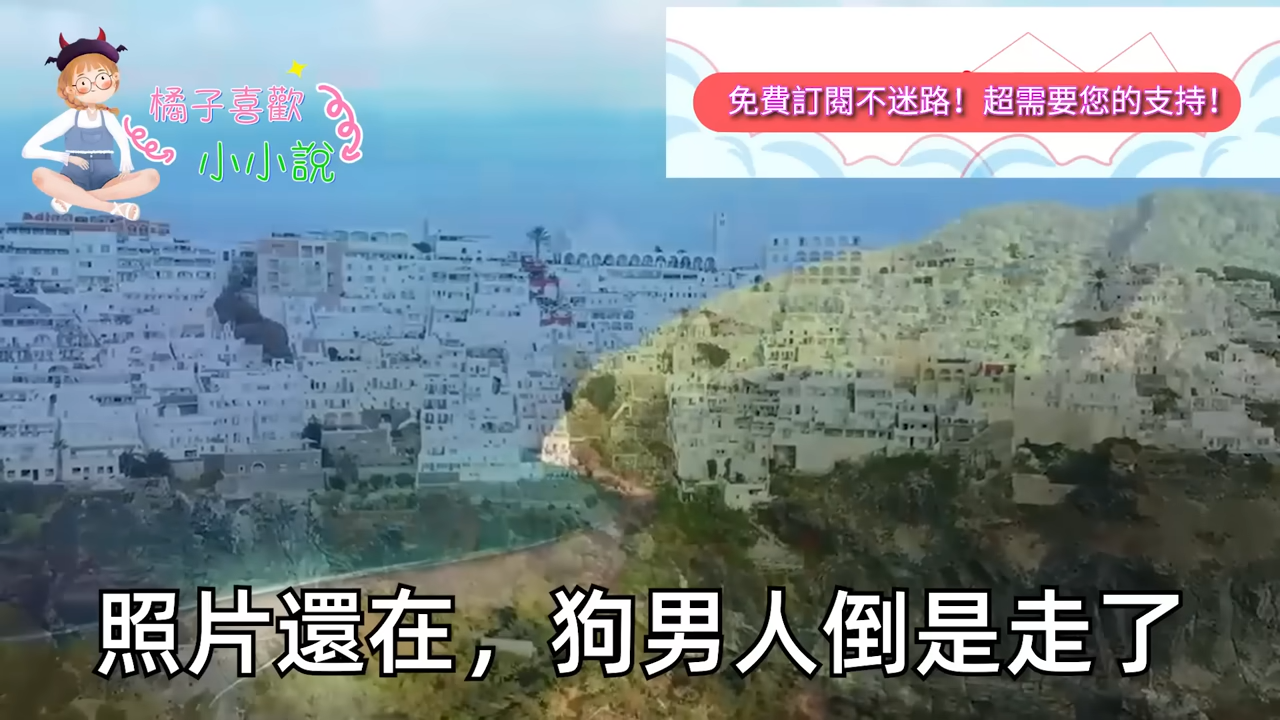 橘子喜歡
小小說
免費訂閱不迷路！超需要您的支持！
照片還在，狗男人倒是走了